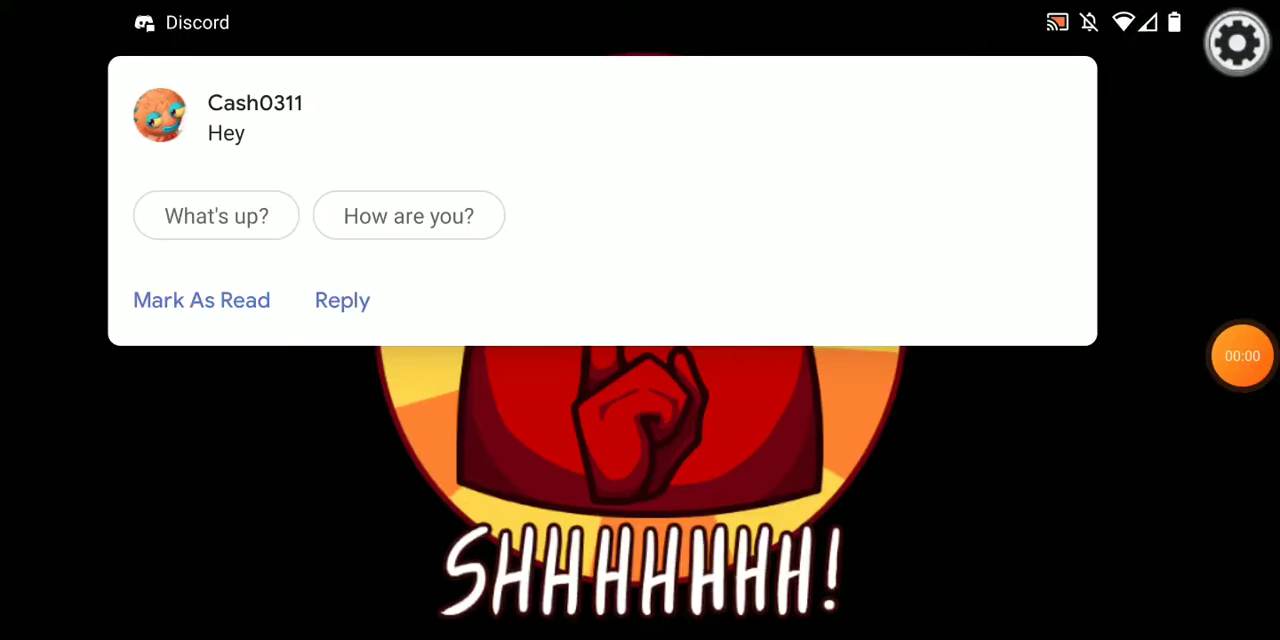 Discord
Cash0311
Hey
What's up?
How are you?
Mark As Read
Reply
00:00
SHHHHHHH!